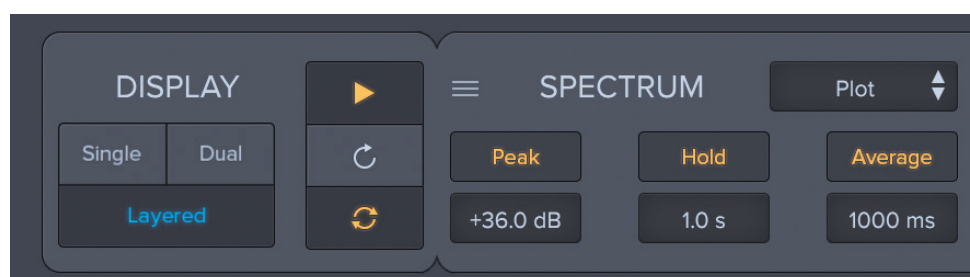 DISPLAY
Single Dual
Layered
SPECTRUM
Plot
Peak Hold Average
+36.0 dB 1.0 s 1000 ms